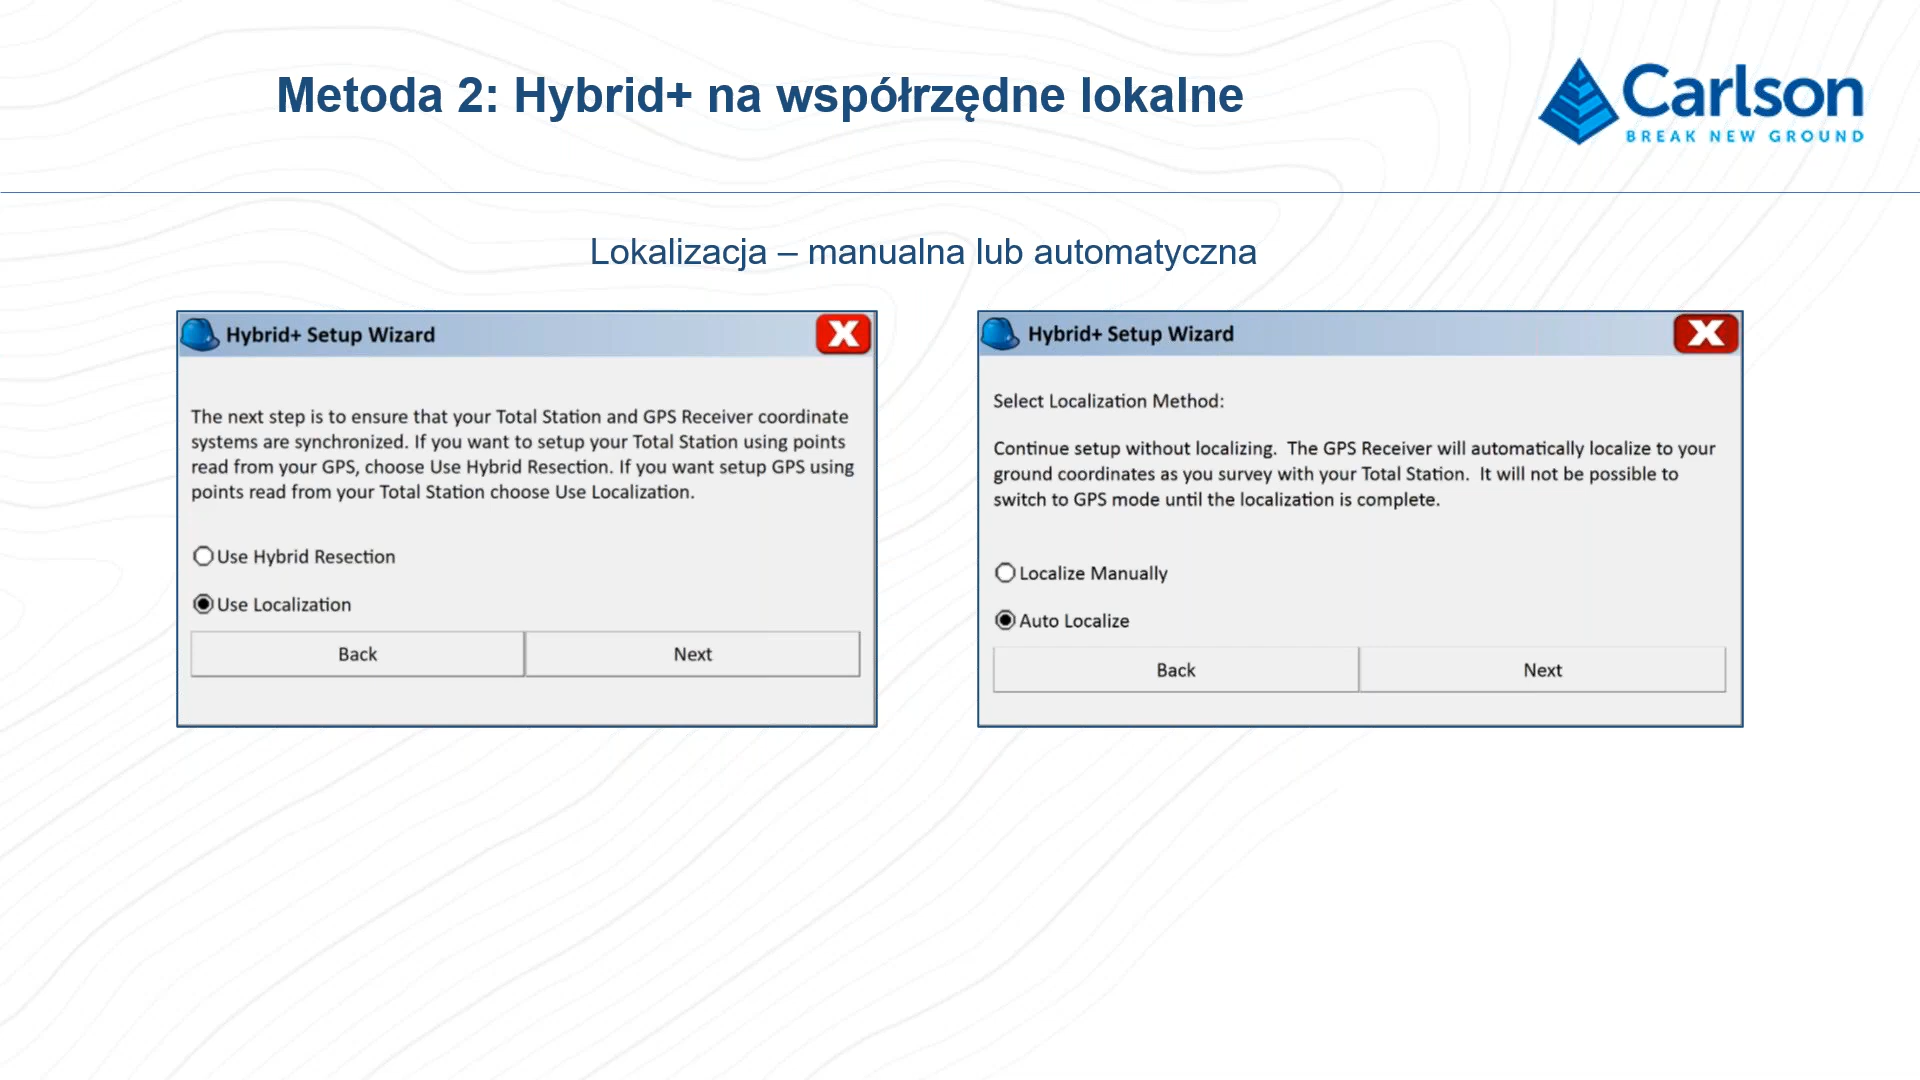 Metoda 2: Hybrid+ na współrzędne lokalne
Carlson
BREAK NEW GROUND
Lokalizacja – manualna lub automatyczna
Hybrid+ Setup Wizard
X
The next step is to ensure that your Total Station and GPS Receiver coordinate
systems are synchronized. If you want to setup your Total Station using points
read from your GPS, choose Use Hybrid Resection. If you want setup GPS using
points read from your Total Station choose Use Localization.
Use Hybrid Resection
Use Localization
Back
Next
Hybrid+ Setup Wizard
X
Select Localization Method:
Continue setup without localizing. The GPS Receiver will automatically localize to your
ground coordinates as you survey with your Total Station. It will not be possible to
switch to GPS mode until the localization is complete.
Localize Manually
Auto Localize
Back
Next